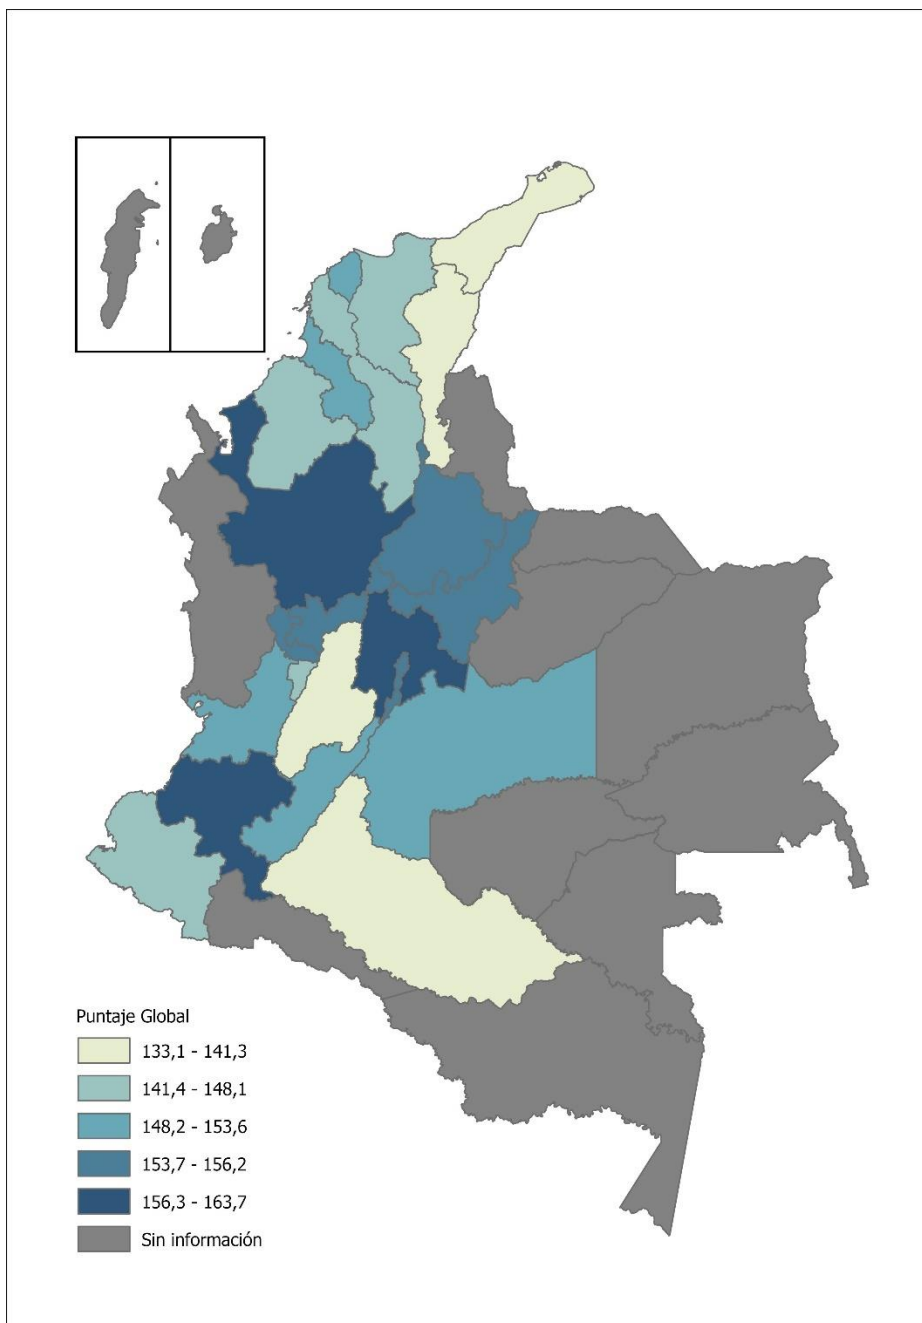 Puntaje Global
133,1 - 141,3
141,4 - 148,1
148,2 - 153,6
153,7 - 156,2
156,3 - 163,7
Sin información